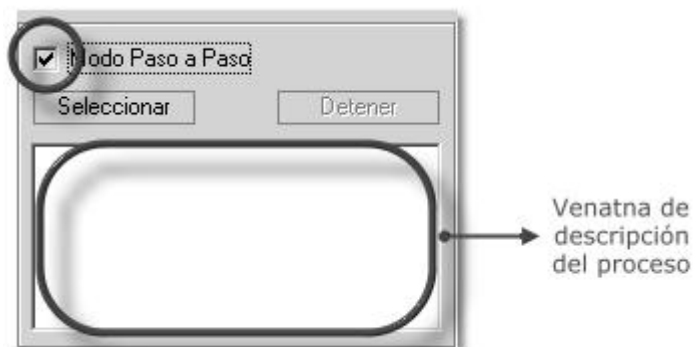 Modo Paso a Paso
Seleccionar Detener
Venatna de
descripción
del proceso